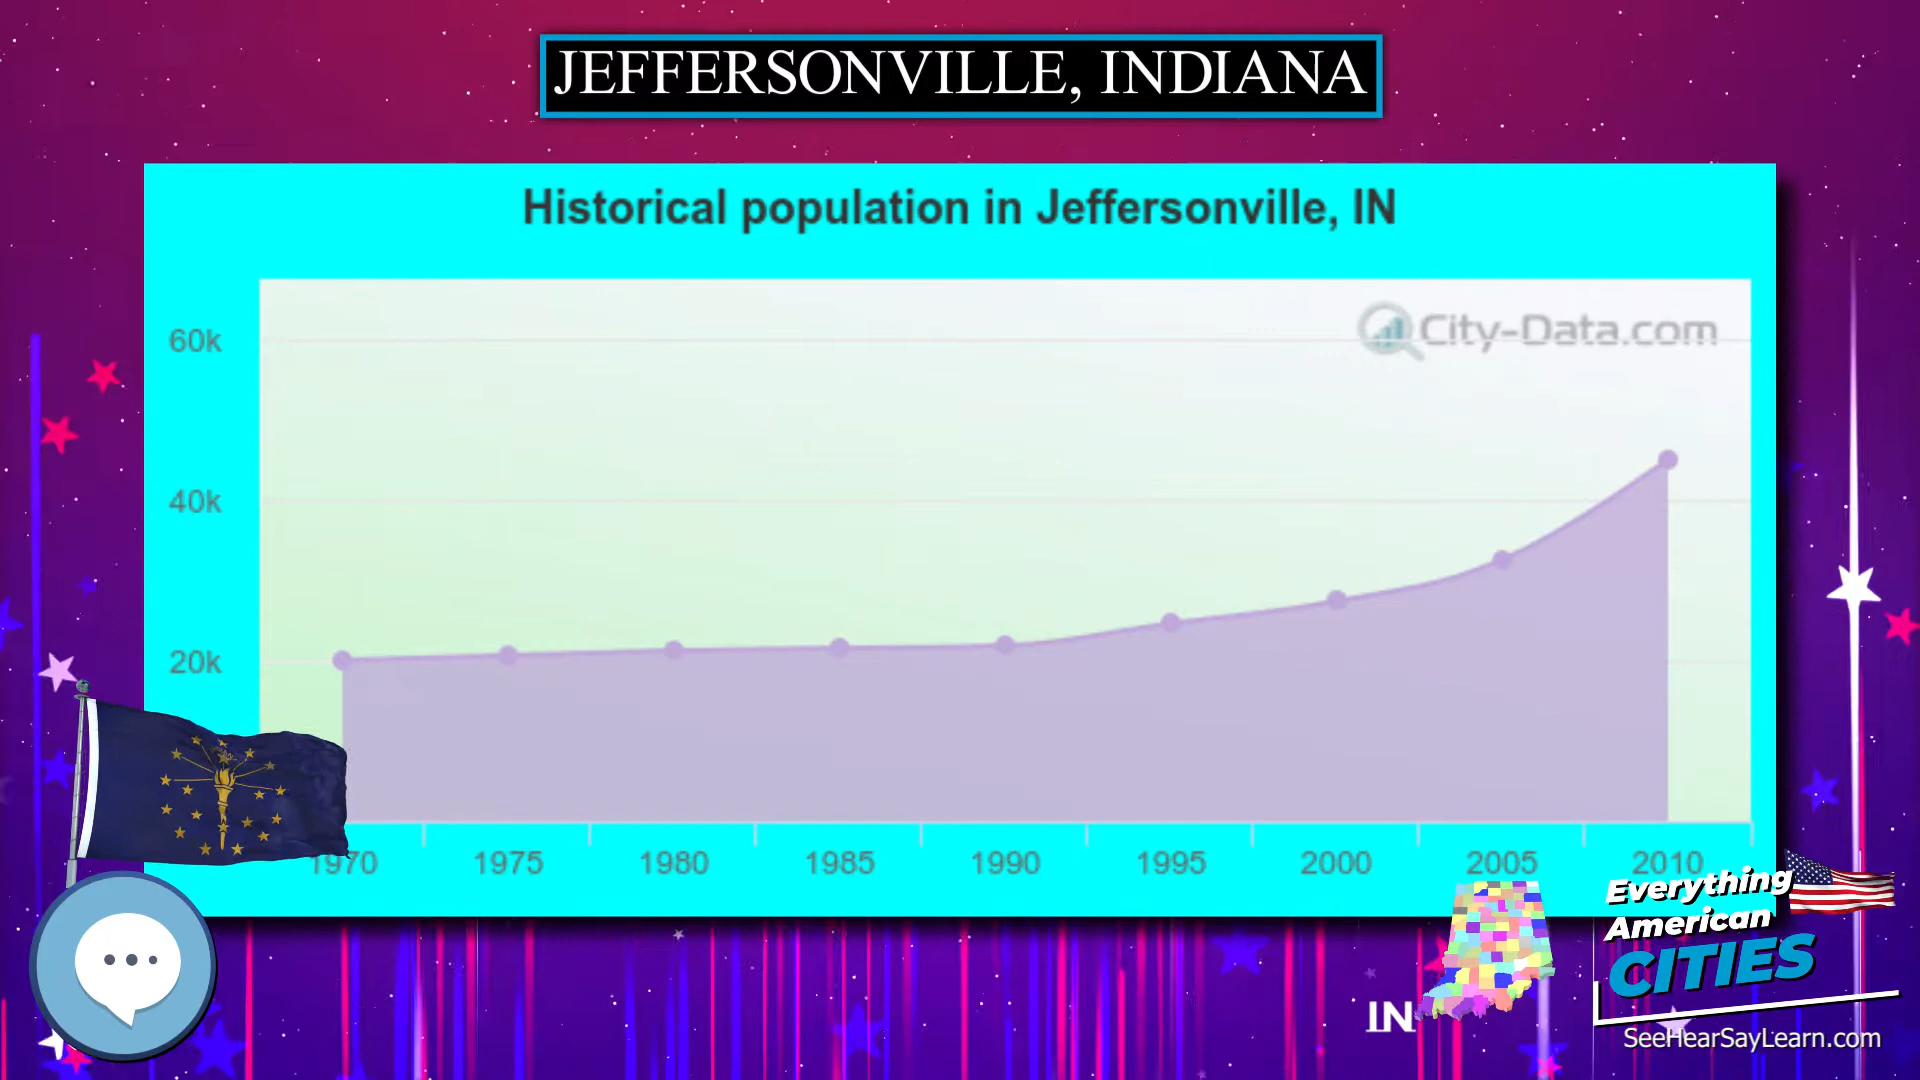 JEFFERSONVILLE, INDIANA
Historical population in Jeffersonville, IN
City-Data.com
60k
40k
20k
1970 1975 1980 1985 1990 1995 2000 2005 2010
Everything
American
CITIES
IN
SeeHearSayLearn.com